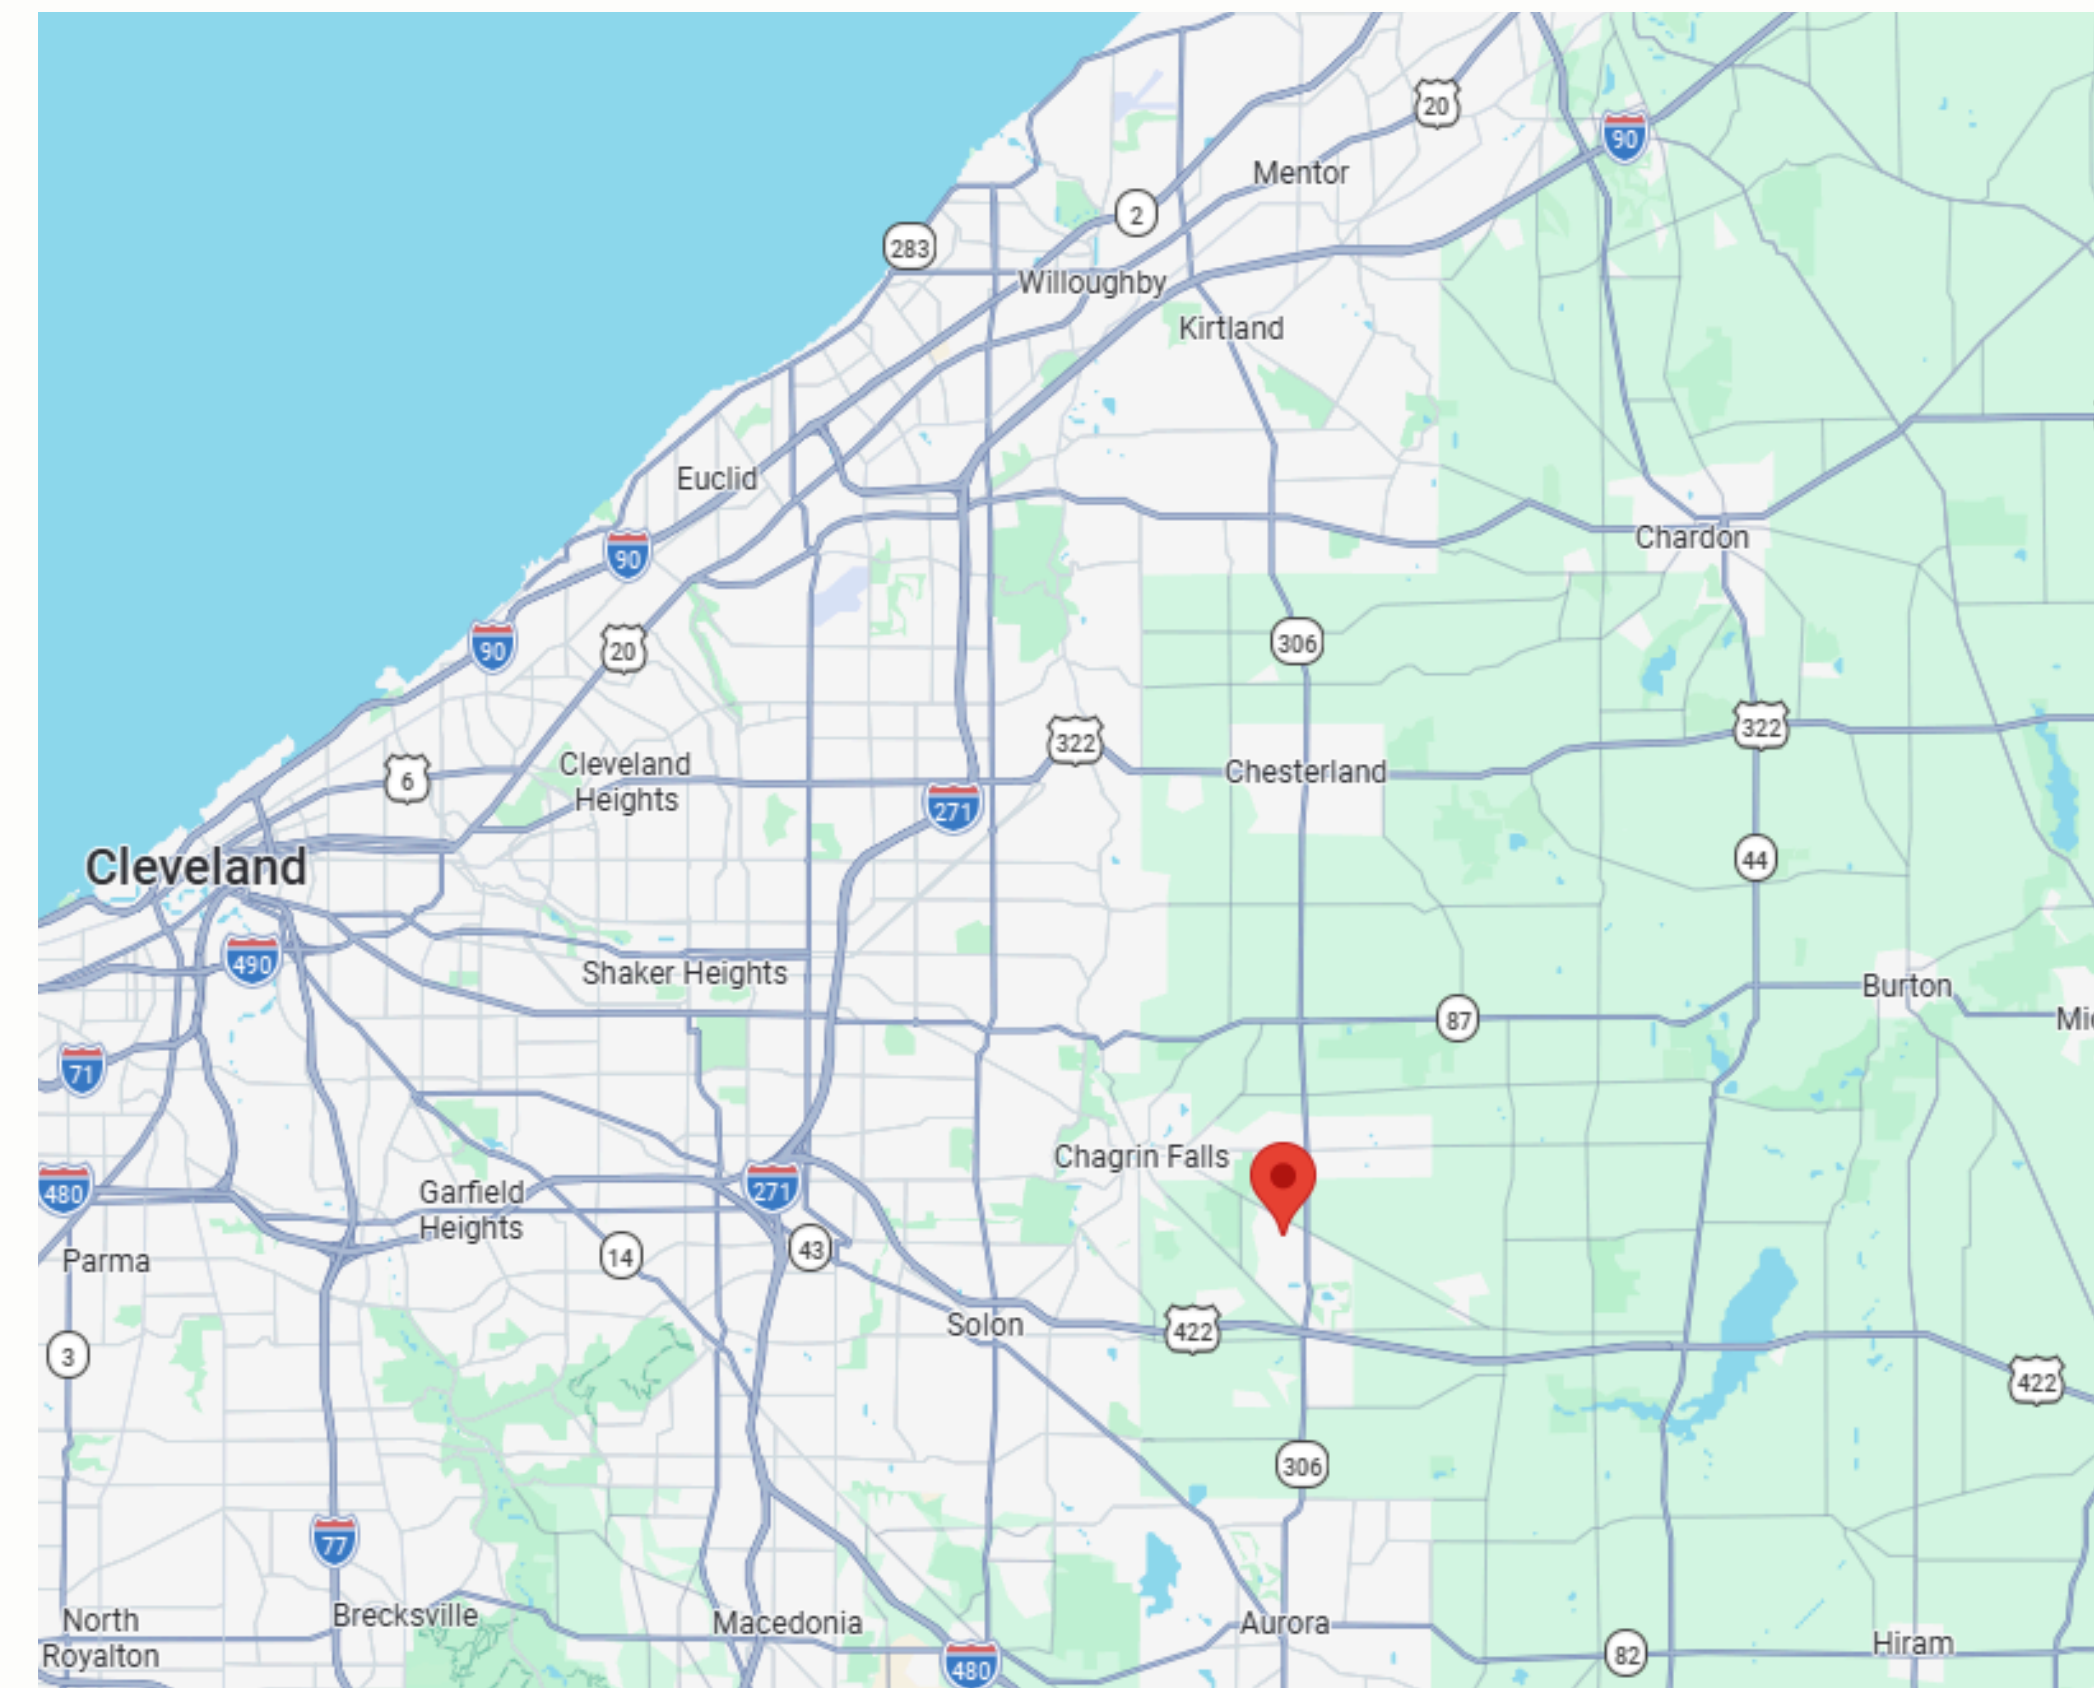 20
90
Mentor
2
283
Willoughby
Kirtland
Euclid
Chardon
90
306
90
20
322
322
Cleveland
Heights
6
Chesterland
271
Cleveland
44
490
Shaker Heights
Burton
87
Mid
71
Chagrin Falls
480
271
Garfield
Heights
43
14
Parma
Solon
422
3
422
306
77
North
Royalton
Brecksville
Macedonia
Aurora
82
Hiram
480